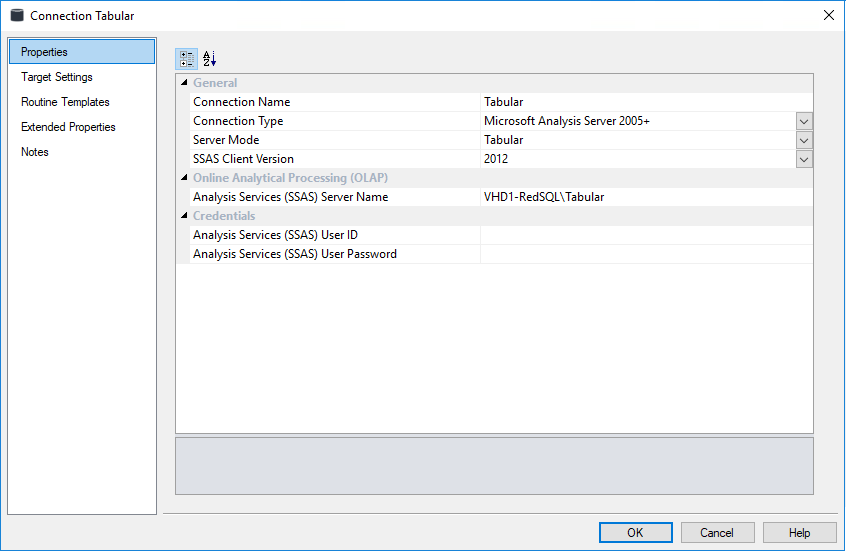 Connection Tabular
Properties
Target Settings
Routine Templates
Extended Properties
Notes
General
Connection Name Tabular
Connection Type Microsoft Analysis Server 2005+
Server Mode Tabular
SSAS Client Version 2012
Online Analytical Processing (OLAP)
Analysis Services (SSAS) Server Name VHD1-RedSQL\Tabular
Credentials
Analysis Services (SSAS) User ID
Analysis Services (SSAS) User Password
OK Cancel Help